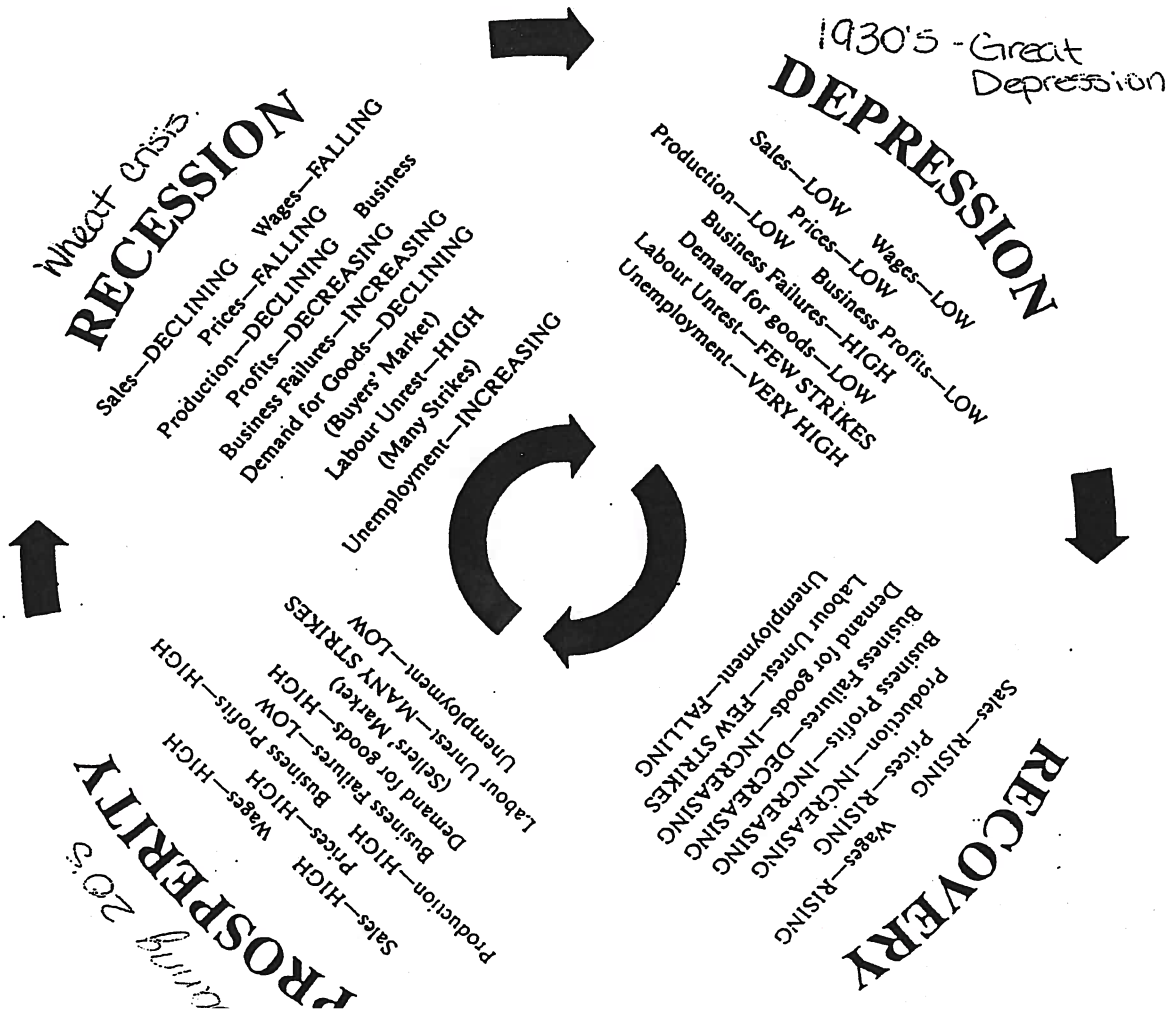 Wheat crisis.
RECESSION
Sales—DECLINING Wages—FALLING
Prices—FALLING
Production—DECLINING Business
Profits—DECREASING
Business Failures—INCREASING
Demand for Goods—DECLINING
(Buyers' Market)
Labour Unrest—HIGH
(Many Strikes)
Unemployment—INCREASING
1930's - Great
Depression
DEPRESSION
Sales—LOW Wages—LOW
Prices—LOW
Production—LOW Business Profits—LOW
Business Failures—HIGH
Demand for goods—LOW
Labour Unrest—FEW STRIKES
Unemployment—VERY HIGH
RECOVERY
Sales—RISING Wages—RISING
Prices—RISING
Production—INCREASING
Business Profits—INCREASING
Business Failures—DECREASING
Demand for goods—INCREASING
Labour Unrest—FEW STRIKES
Unemployment—FALLING
20's
PROSPERITY
Sales—HIGH Wages—HIGH
Prices—HIGH
Production—HIGH Business Profits—HIGH
Business Failures—LOW
Demand for goods—HIGH
(Sellers' Market)
Labour Unrest—MANY STRIKES
Unemployment—LOW